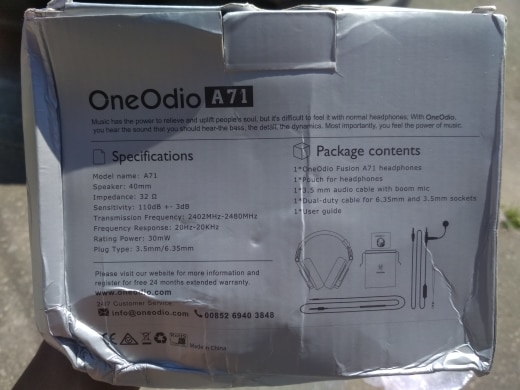 OneOdio A71
Music has the power to relieve and uplift people's soul, but it's difficult to feel it with normal headphones; With OneOdio.
you hear the sound that you should hear-the bass, the detail, the dynamics. Most importantly, you feel the power of music.
Specifications
Model name: A71
Speaker: 40mm
Impedance: 32 Ω
Sensitivity: 110dB +- 3dB
Transmission Frequency: 2402MHz-2480MHz
Frequency Response: 20Hz-20KHz
Rating Power: 30mW
Plug Type: 3.5mm/6.35mm
Please visit our website for more information and
register for free 24 months extended warranty.
www.oneodio.com
24/7 Customer Service:
info@oneodio.com 00852 6940 3848
CE
Made in China
Package contents
1*OneOdio Fusion A71 headphones
1*Pouch for headphones
1*3.5 mm audio cable with boom mic
1*Dual-duty cable for 6.35mm and 3.5mm sockets
1*User guide